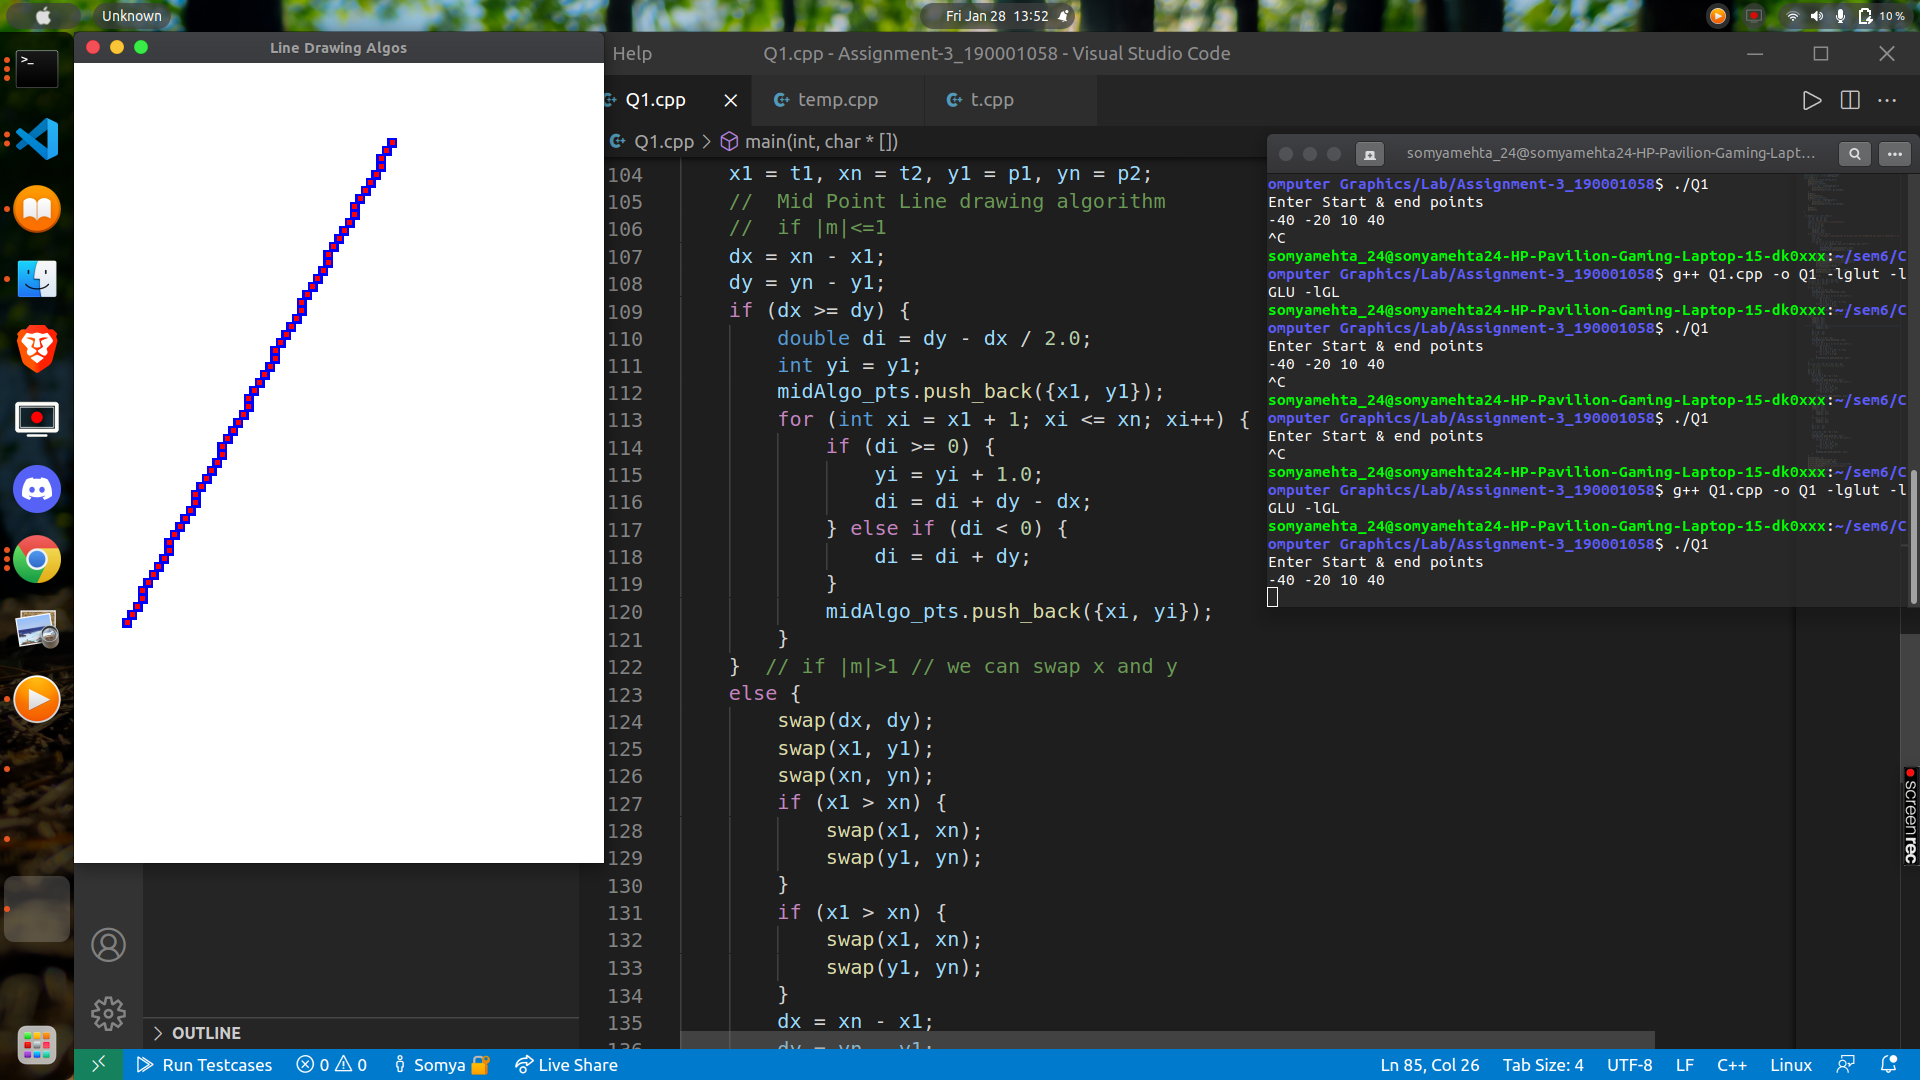 Unknown
Fri Jan 28 13:52
10 %
Line Drawing Algos
Help
Q1.cpp - Assignment-3_190001058 - Visual Studio Code
Q1.cpp
temp.cpp
t.cpp
Q1.cpp > main(int, char * [])
104 x1 = t1, xn = t2, y1 = p1, yn = p2;
105 // Mid Point Line drawing algorithm
106 // if |m|<=1
107 dx = xn - x1;
108 dy = yn - y1;
109 if (dx >= dy) {
110 double di = dy - dx / 2.0;
111 int yi = y1;
112 midAlgo_pts.push_back({x1, y1});
113 for (int xi = x1 + 1; xi <= xn; xi++) {
114 if (di >= 0) {
115 yi = yi + 1.0;
116 di = di + dy - dx;
117 } else if (di < 0) {
118 di = di + dy;
119 }
120 midAlgo_pts.push_back({xi, yi});
121 }
122 } // if |m|>1 // we can swap x and y
123 else {
124 swap(dx, dy);
125 swap(x1, y1);
126 swap(xn, yn);
127 if (x1 > xn) {
128 swap(x1, xn);
129 swap(y1, yn);
130 }
131 if (x1 > xn) {
132 swap(x1, xn);
133 swap(y1, yn);
134 }
135 dx = xn - x1;
136 dy = yn - y1;
somyamehta_24@somyamehta24-HP-Pavilion-Gaming-Lapt...
omputer Graphics/Lab/Assignment-3_190001058$ ./Q1
Enter Start & end points
-40 -20 10 40
^C
somyamehta_24@somyamehta24-HP-Pavilion-Gaming-Laptop-15-dk0xxx:~/sem6/C
omputer Graphics/Lab/Assignment-3_190001058$ g++ Q1.cpp -o Q1 -lglut -l
GLU -lGL
somyamehta_24@somyamehta24-HP-Pavilion-Gaming-Laptop-15-dk0xxx:~/sem6/C
omputer Graphics/Lab/Assignment-3_190001058$ ./Q1
Enter Start & end points
-40 -20 10 40
^C
somyamehta_24@somyamehta24-HP-Pavilion-Gaming-Laptop-15-dk0xxx:~/sem6/C
omputer Graphics/Lab/Assignment-3_190001058$ ./Q1
Enter Start & end points
^C
somyamehta_24@somyamehta24-HP-Pavilion-Gaming-Laptop-15-dk0xxx:~/sem6/C
omputer Graphics/Lab/Assignment-3_190001058$ g++ Q1.cpp -o Q1 -lglut -l
GLU -lGL
somyamehta_24@somyamehta24-HP-Pavilion-Gaming-Laptop-15-dk0xxx:~/sem6/C
omputer Graphics/Lab/Assignment-3_190001058$ ./Q1
Enter Start & end points
-40 -20 10 40
screenrec
OUTLINE
Run Testcases
0 0
Somya
Live Share
Ln 85, Col 26
Tab Size: 4
UTF-8
LF
C++
Linux